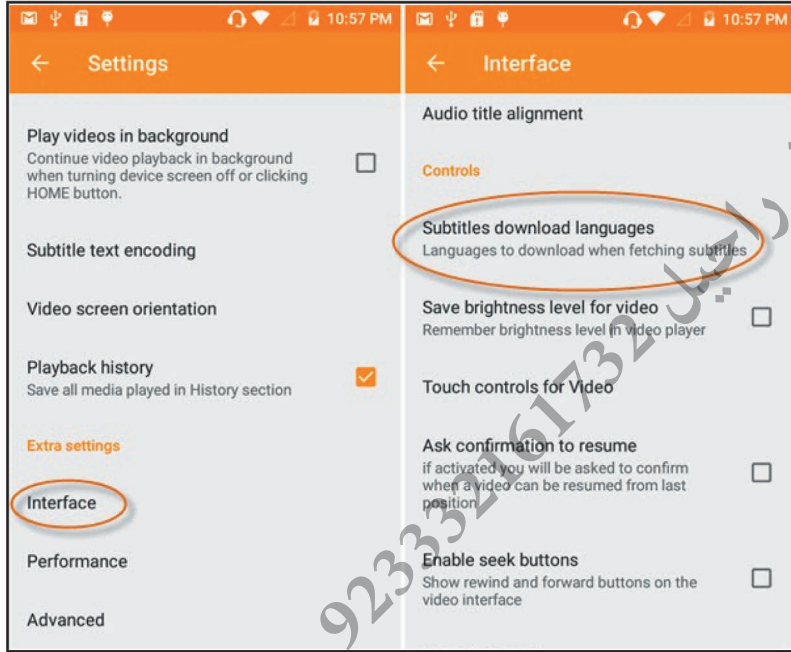 10:57 PM
Settings
Play videos in background
Continue video playback in background
when turning device screen off or clicking
HOME button.
Subtitle text encoding
Video screen orientation
Playback history
Save all media played in History section
Extra settings
Interface
Performance
Advanced
10:57 PM
Interface
Audio title alignment
Controls
Subtitles download languages
Languages to download when fetching subtitles
Save brightness level for video
Remember brightness level in video player
Touch controls for Video
Ask confirmation to resume
if activated you will be asked to confirm
when a video can be resumed from last
position
Enable seek buttons
Show rewind and forward buttons on the
video interface
راحیل 923332161732